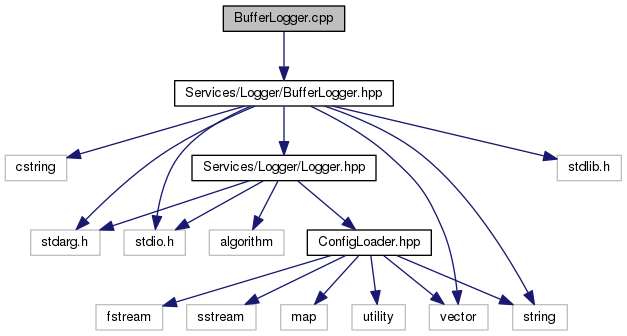 BufferLogger.cpp
Services/Logger/BufferLogger.hpp
cstring
Services/Logger/Logger.hpp
stdlib.h
stdarg.h
stdio.h
algorithm
ConfigLoader.hpp
fstream
sstream
map
utility
vector
string